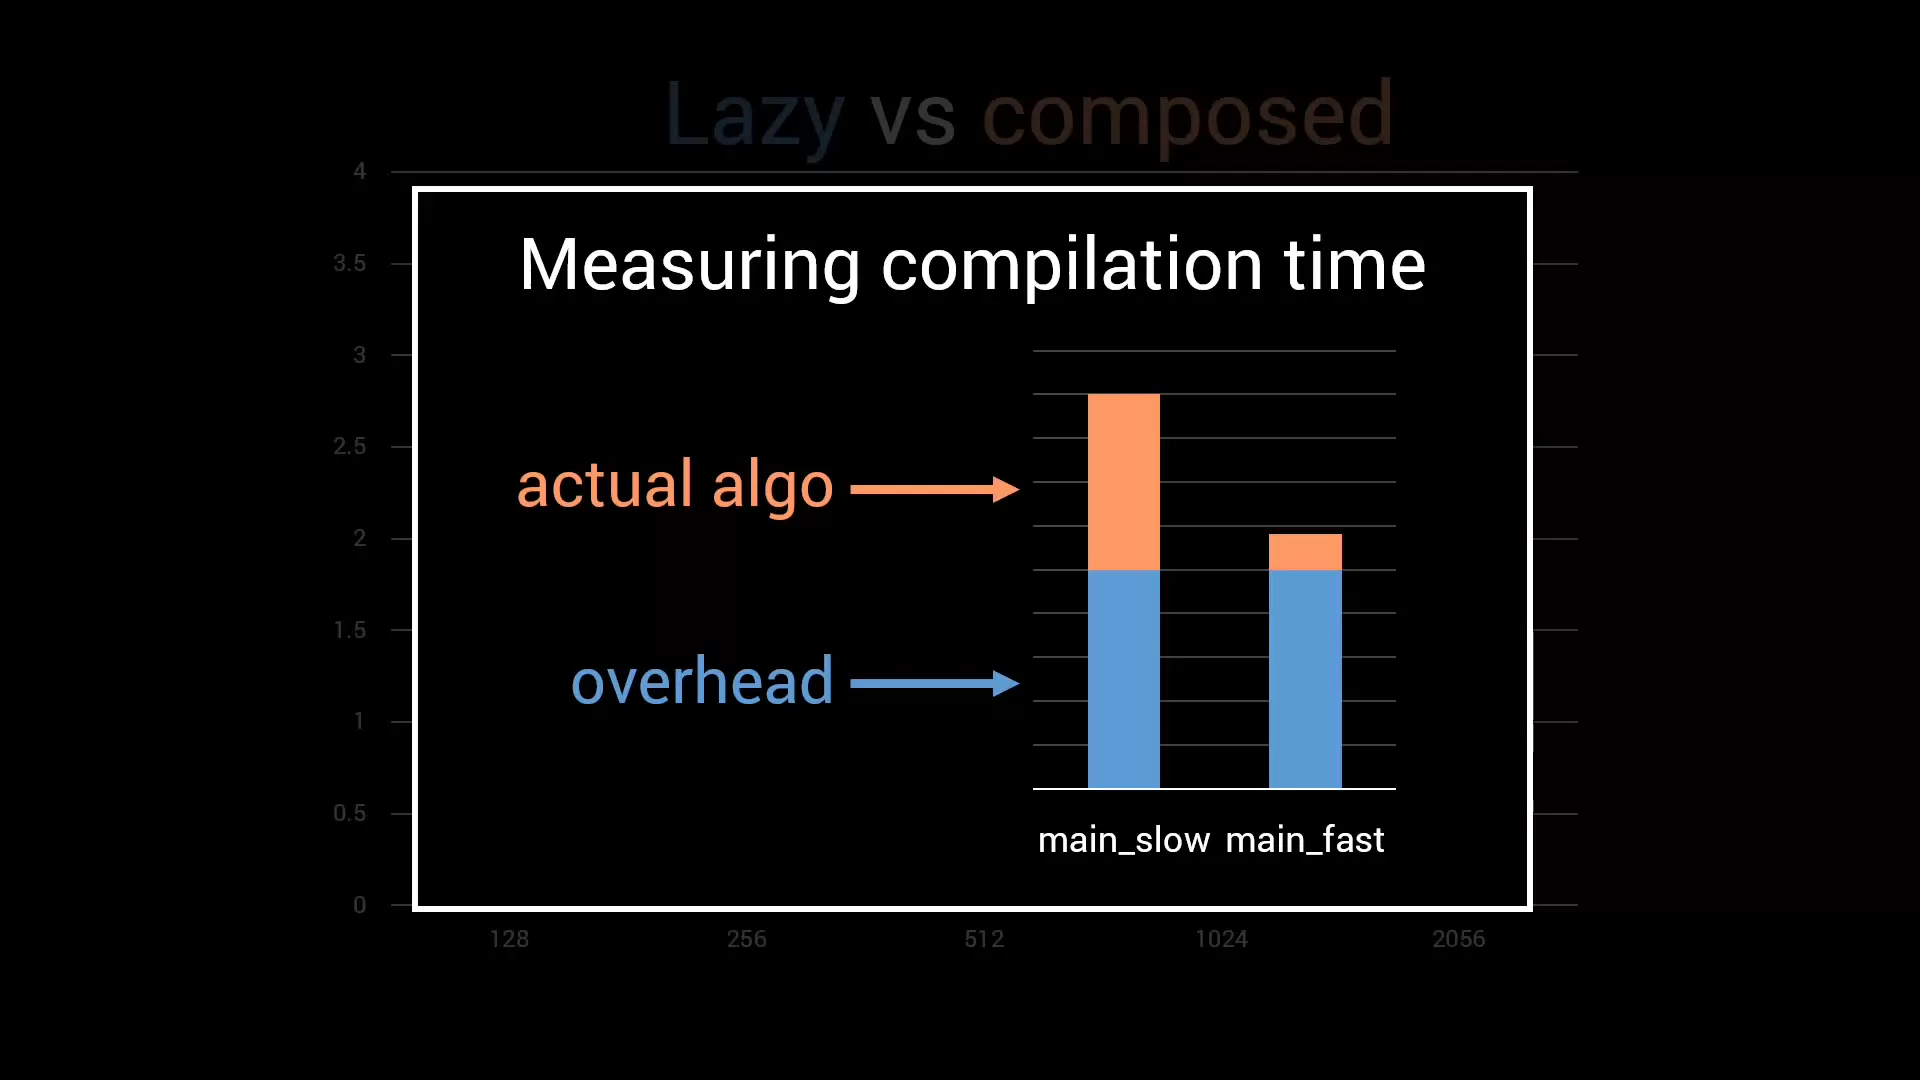 Lazy vs composed
4
3.5
3
2.5
2
1.5
1
0.5
0
128 256 512 1024 2056
Measuring compilation time
actual algo
overhead
main_slow main_fast